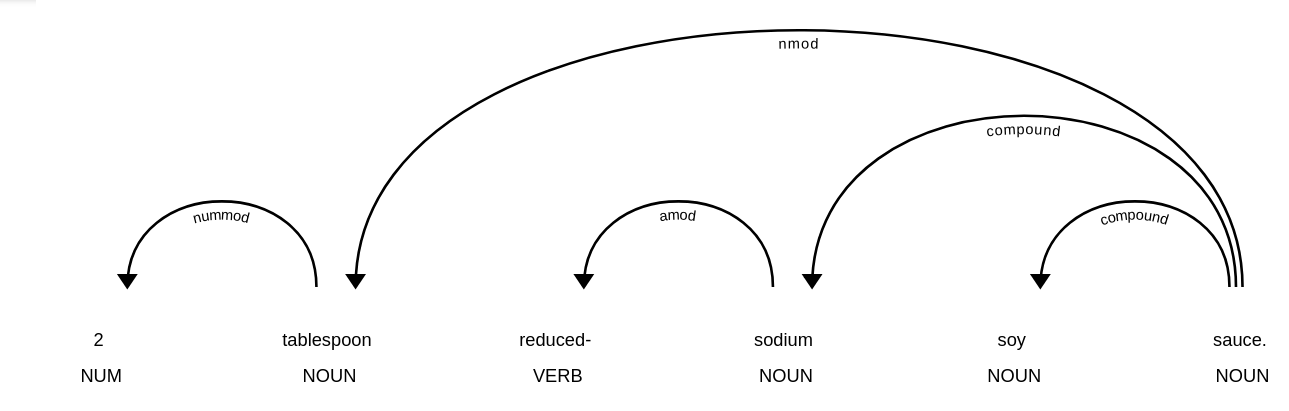 nmod
compound
nummod amod compound
2 tablespoon reduced- sodium soy sauce.
NUM NOUN VERB NOUN NOUN NOUN